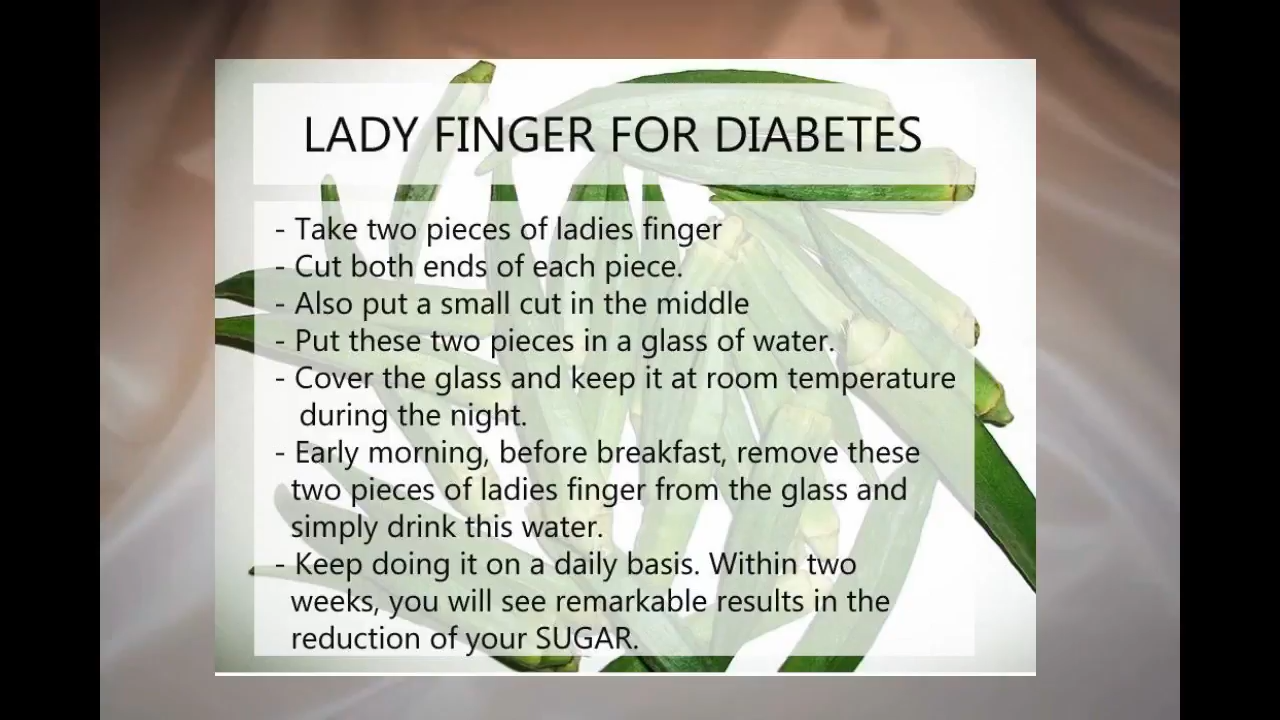 LADY FINGER FOR DIABETES
- Take two pieces of ladies finger
- Cut both ends of each piece.
- Also put a small cut in the middle
- Put these two pieces in a glass of water.
- Cover the glass and keep it at room temperature
during the night.
- Early morning, before breakfast, remove these
two pieces of ladies finger from the glass and
simply drink this water.
- Keep doing it on a daily basis. Within two
weeks, you will see remarkable results in the
reduction of your SUGAR.